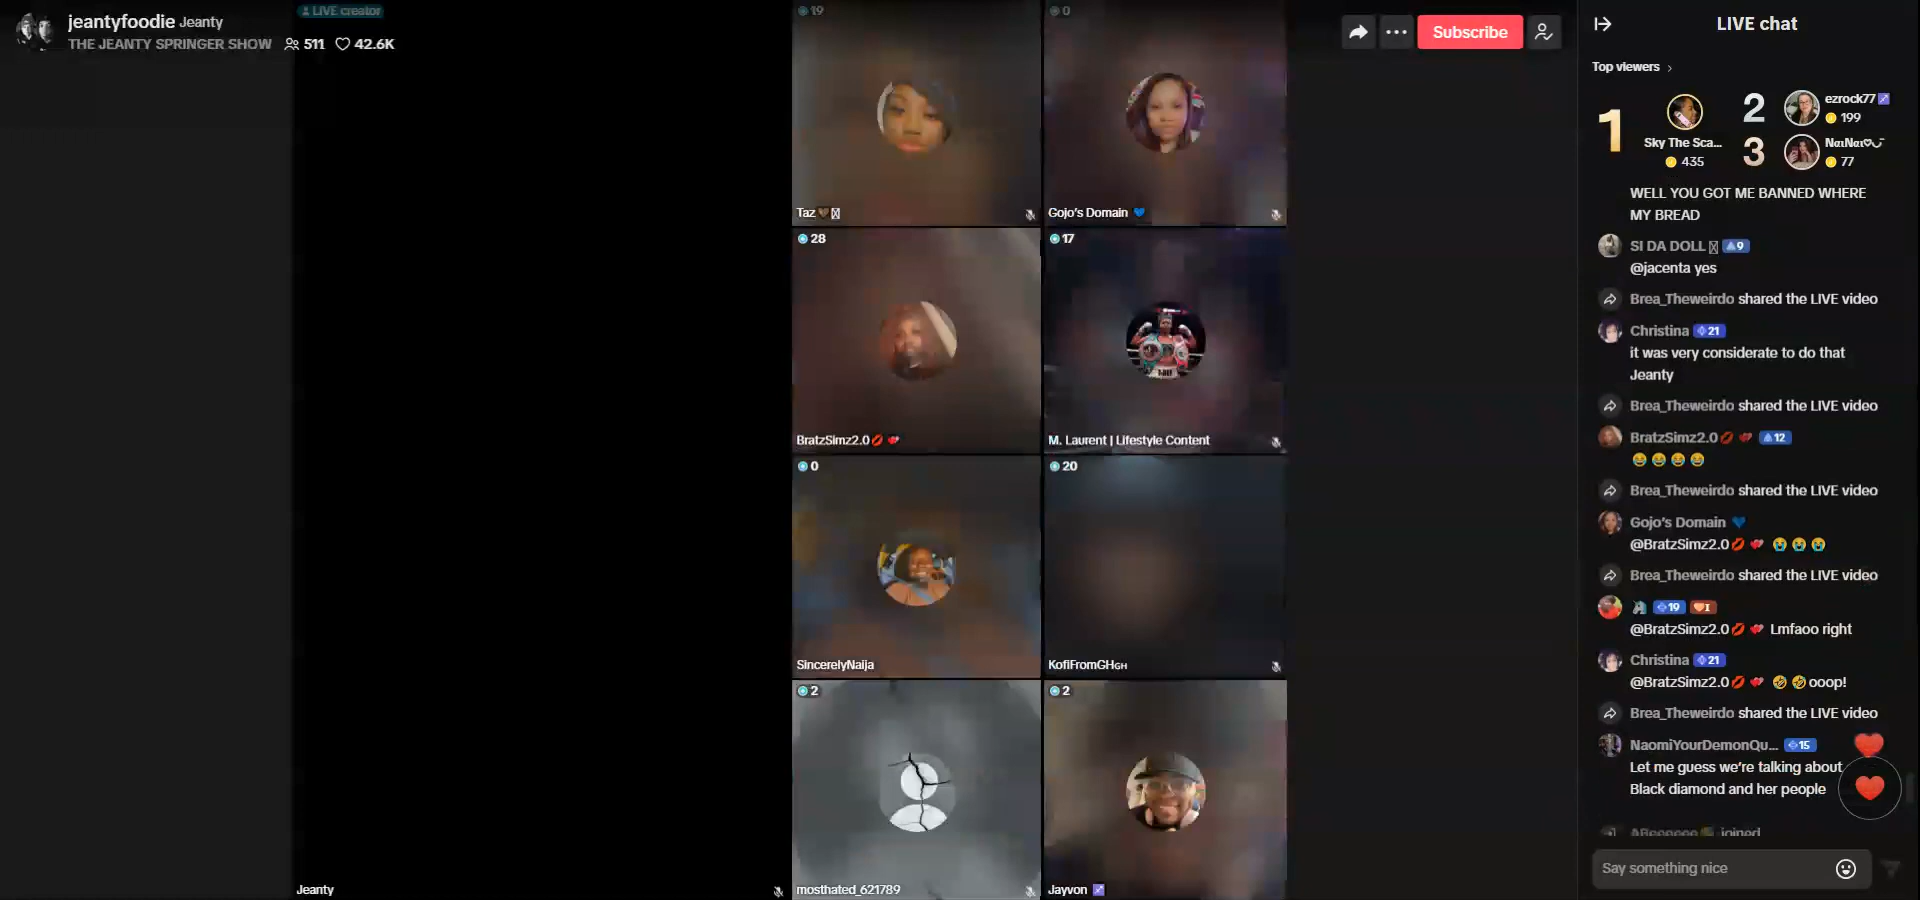 jeantyfoodie Jeanty
THE JEANTY SPRINGER SHOW 511 42.6K
LIVE creator
Jeanty
19
Taz
0
Gojo's Domain 💙
28
BratzSimz2.0💋 💕
17
M. Laurent | Lifestyle Content
0
SincerelyNaija
20
KofiFromGHGH
2
mosthated_621789
2
Jayvon
Subscribe
LIVE chat
Top viewers
1
Sky The Sca...
435
2
ezrock77
199
3
NαιNαι♡
77
WELL YOU GOT ME BANNED WHERE
MY BREAD
SI DA DOLL 9
@jacenta yes
Brea_Theweirdo shared the LIVE video
Christina 21
it was very considerate to do that
Jeanty
Brea_Theweirdo shared the LIVE video
BratzSimz2.0💋 💕 12
😂😂😂😂
Brea_Theweirdo shared the LIVE video
Gojo's Domain 💙
@BratzSimz2.0💋 💕 😭😭😭
Brea_Theweirdo shared the LIVE video
🦄 19 I
@BratzSimz2.0💋 💕 Lmfaoo right
Christina 21
@BratzSimz2.0💋 💕 🤣🤣ooop!
Brea_Theweirdo shared the LIVE video
NaomiYourDemonQu... 15
Let me guess we're talking about
Black diamond and her people
joined
Say something nice